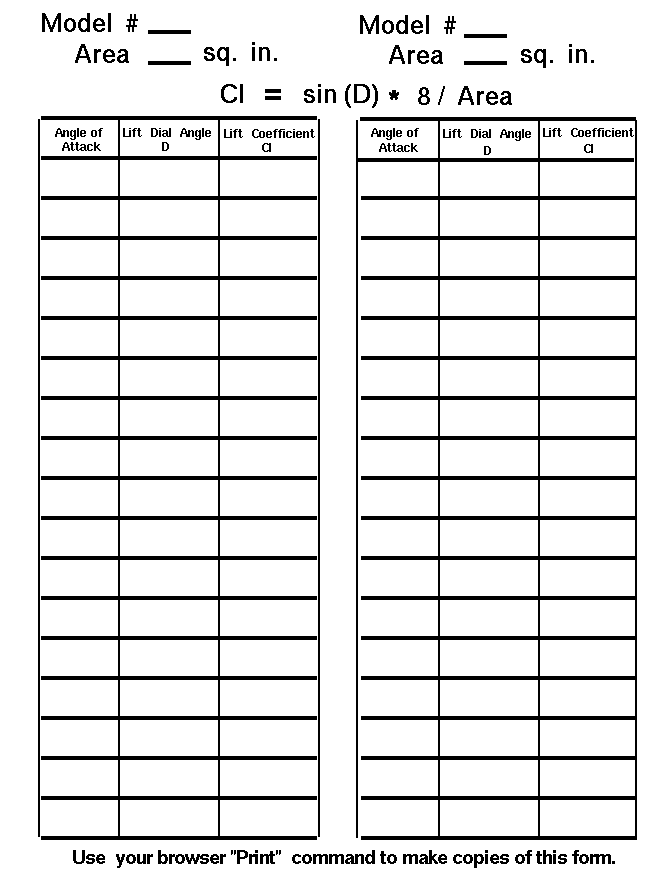 Model # ___
Area ___ sq. in.
Model # ___
Area ___ sq. in.
Cl = sin (D) * 8 / Area
Angle of Attack
Lift Dial Angle D
Lift Coefficient Cl
Angle of Attack
Lift Dial Angle D
Lift Coefficient Cl
Use your browser "Print" command to make copies of this form.